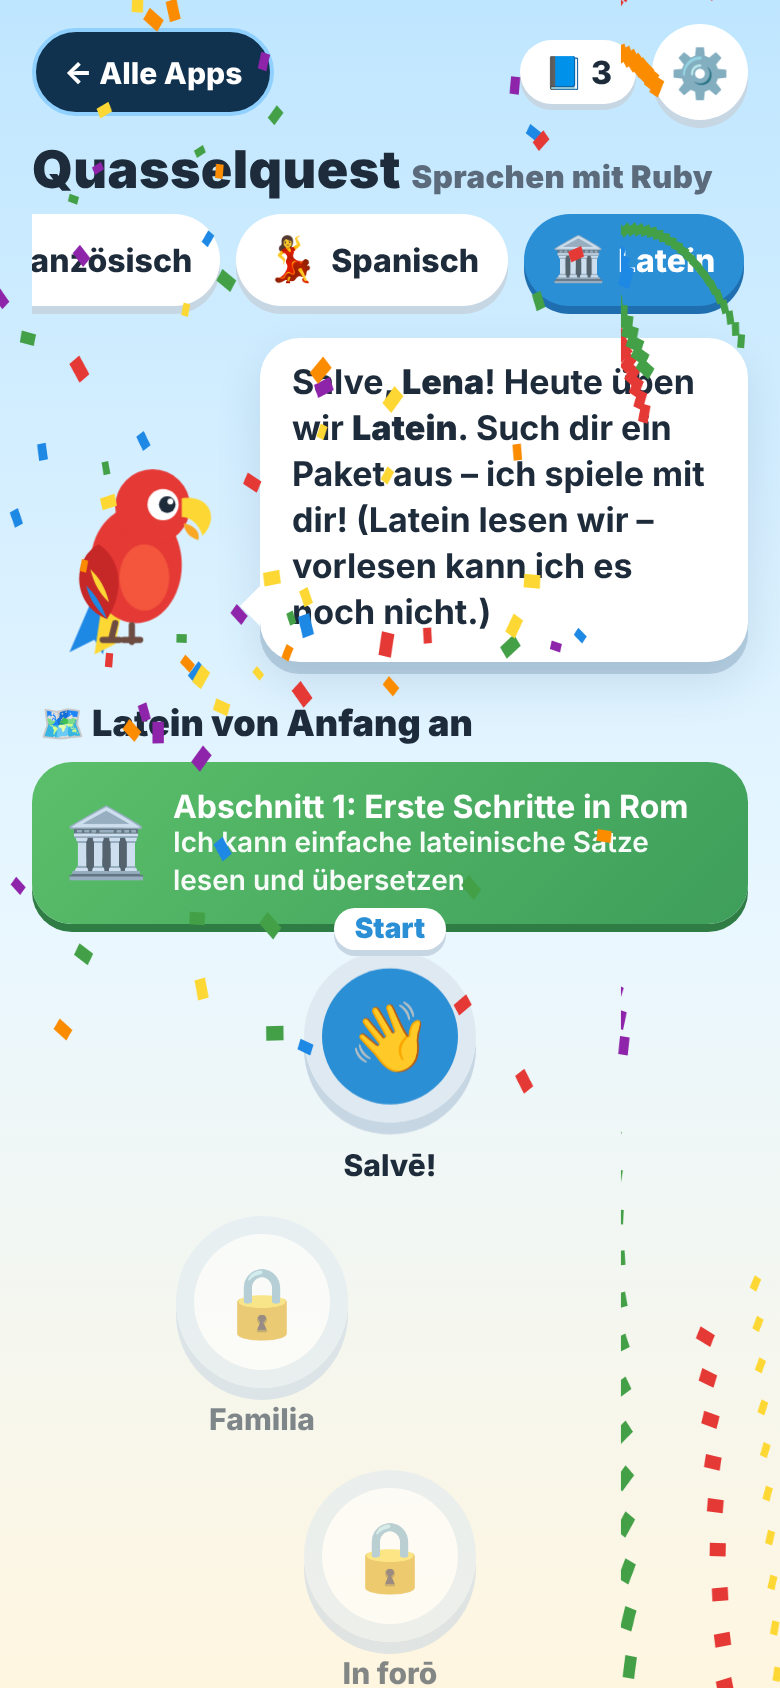 ← Alle Apps
3
Quasselquest Sprachen mit Ruby
anzösisch
Spanisch
Latein
Salve, Lena! Heute üben
wir Latein. Such dir ein
Paket aus – ich spiele mit
dir! (Latein lesen wir –
vorlesen kann ich es
noch nicht.)
Latein von Anfang an
Abschnitt 1: Erste Schritte in Rom
Ich kann einfache lateinische Sätze
lesen und übersetzen
Start
Salvē!
Familia
In forō